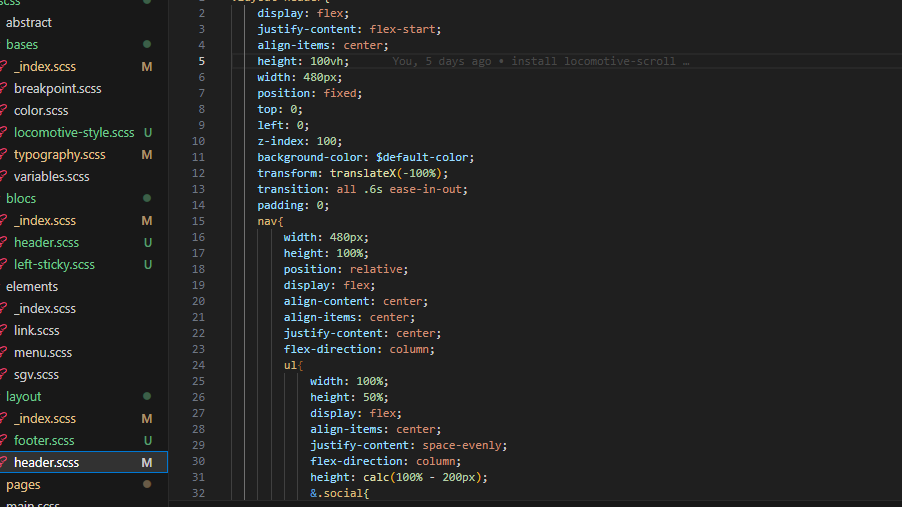 scss
abstract
bases
_index.scss M
breakpoint.scss
color.scss
locomotive-style.scss U
typography.scss M
variables.scss
blocs
_index.scss M
header.scss U
left-sticky.scss U
elements
_index.scss
link.scss
menu.scss
sgv.scss
layout
_index.scss M
footer.scss U
header.scss M
pages
main.scss
2 display: flex;
3 justify-content: flex-start;
4 align-items: center;
5 height: 100vh; You, 5 days ago • install locomotive-scroll …
6 width: 480px;
7 position: fixed;
8 top: 0;
9 left: 0;
10 z-index: 100;
11 background-color: $default-color;
12 transform: translateX(-100%);
13 transition: all .6s ease-in-out;
14 padding: 0;
15 nav{
16 width: 480px;
17 height: 100%;
18 position: relative;
19 display: flex;
20 align-content: center;
21 align-items: center;
22 justify-content: center;
23 flex-direction: column;
24 ul{
25 width: 100%;
26 height: 50%;
27 display: flex;
28 align-items: center;
29 justify-content: space-evenly;
30 flex-direction: column;
31 height: calc(100% - 200px);
32 &.social{